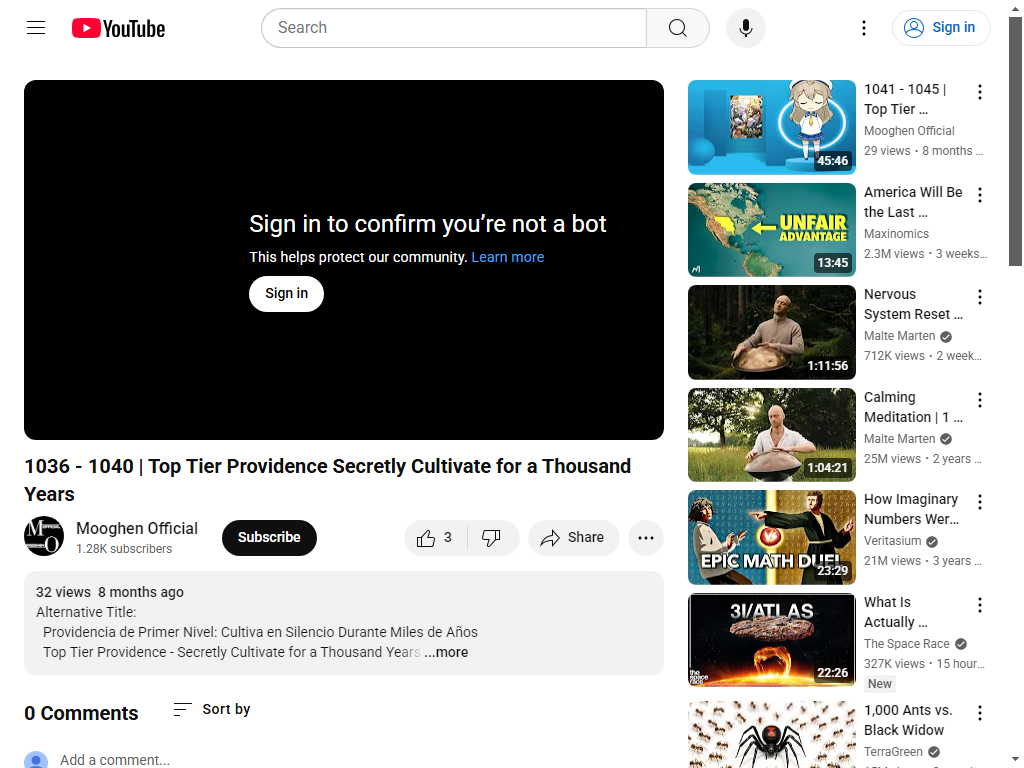 YouTube
Search
Sign in
Sign in to confirm you’re not a bot
This helps protect our community. Learn more
Sign in
1036 - 1040 | Top Tier Providence Secretly Cultivate for a Thousand
Years
Mooghen Official
1.28K subscribers
Subscribe
3
Share
32 views 8 months ago
Alternative Title:
Providencia de Primer Nivel: Cultiva en Silencio Durante Miles de Años
Top Tier Providence - Secretly Cultivate for a Thousand Years ...more
0 Comments
Sort by
Add a comment...
45:46
1041 - 1045 |
Top Tier ...
Mooghen Official
29 views • 8 months ...
UNFAIR
ADVANTAGE
13:45
America Will Be
the Last ...
Maxinomics
2.3M views • 3 weeks...
1:11:56
Nervous
System Reset ...
Malte Marten
712K views • 2 week...
1:04:21
Calming
Meditation | 1 ...
Malte Marten
25M views • 2 years ...
EPIC MATH DUEL
23:29
How Imaginary
Numbers Wer...
Veritasium
21M views • 3 years ...
3I/ATLAS
the space race
22:26
What Is
Actually ...
The Space Race
327K views • 15 hour...
New
1,000 Ants vs.
Black Widow
TerraGreen